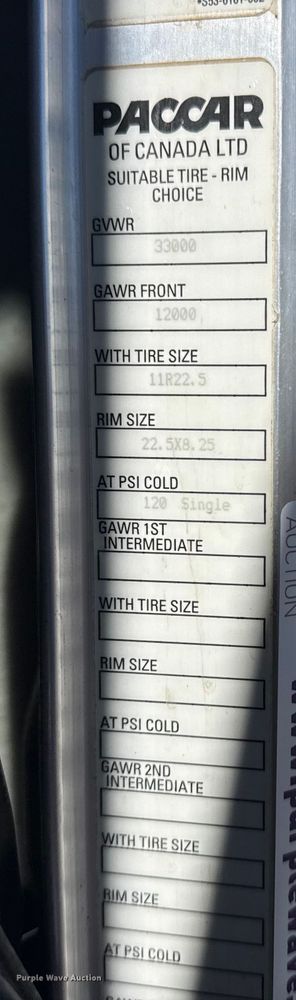 PACCAR
OF CANADA LTD
SUITABLE TIRE - RIM
CHOICE
GVWR
33000
GAWR FRONT
12000
WITH TIRE SIZE
11R22.5
RIM SIZE
22.5X8.25
AT PSI COLD
120 Single
GAWR 1ST
INTERMEDIATE
WITH TIRE SIZE
RIM SIZE
AT PSI COLD
GAWR 2ND
INTERMEDIATE
WITH TIRE SIZE
RIM SIZE
AT PSI COLD
AUCTION
Purple Wave Auction